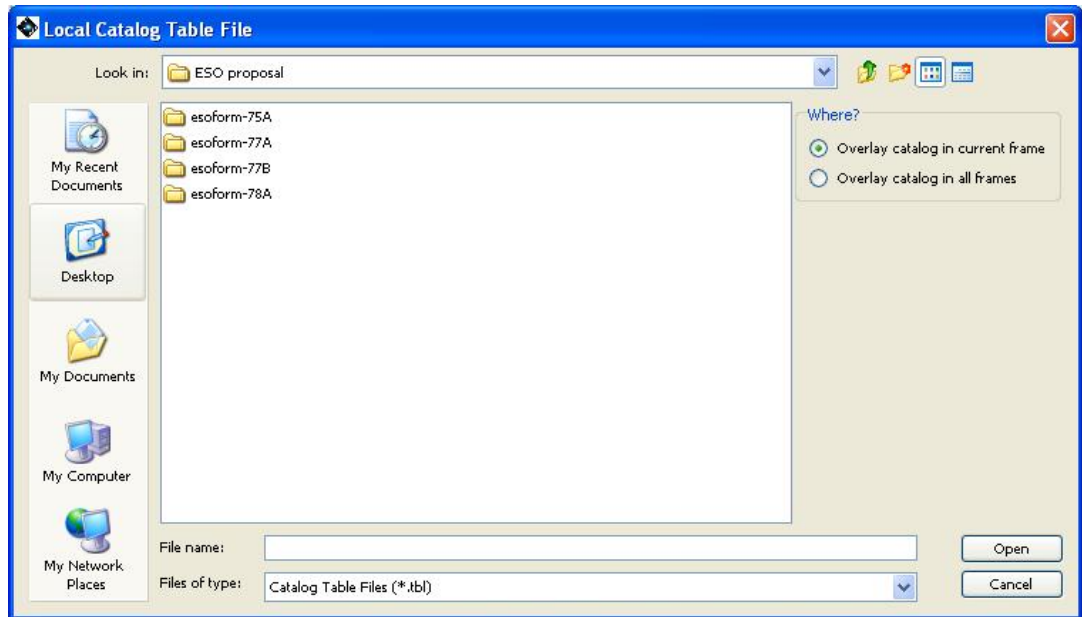 Local Catalog Table File
Look in:
ESO proposal
My Recent
Documents
Desktop
My Documents
My Computer
My Network
Places
esoform-75A
esoform-77A
esoform-77B
esoform-78A
Where?
Overlay catalog in current frame
Overlay catalog in all frames
File name:
Open
Files of type:
Catalog Table Files (*.tbl)
Cancel